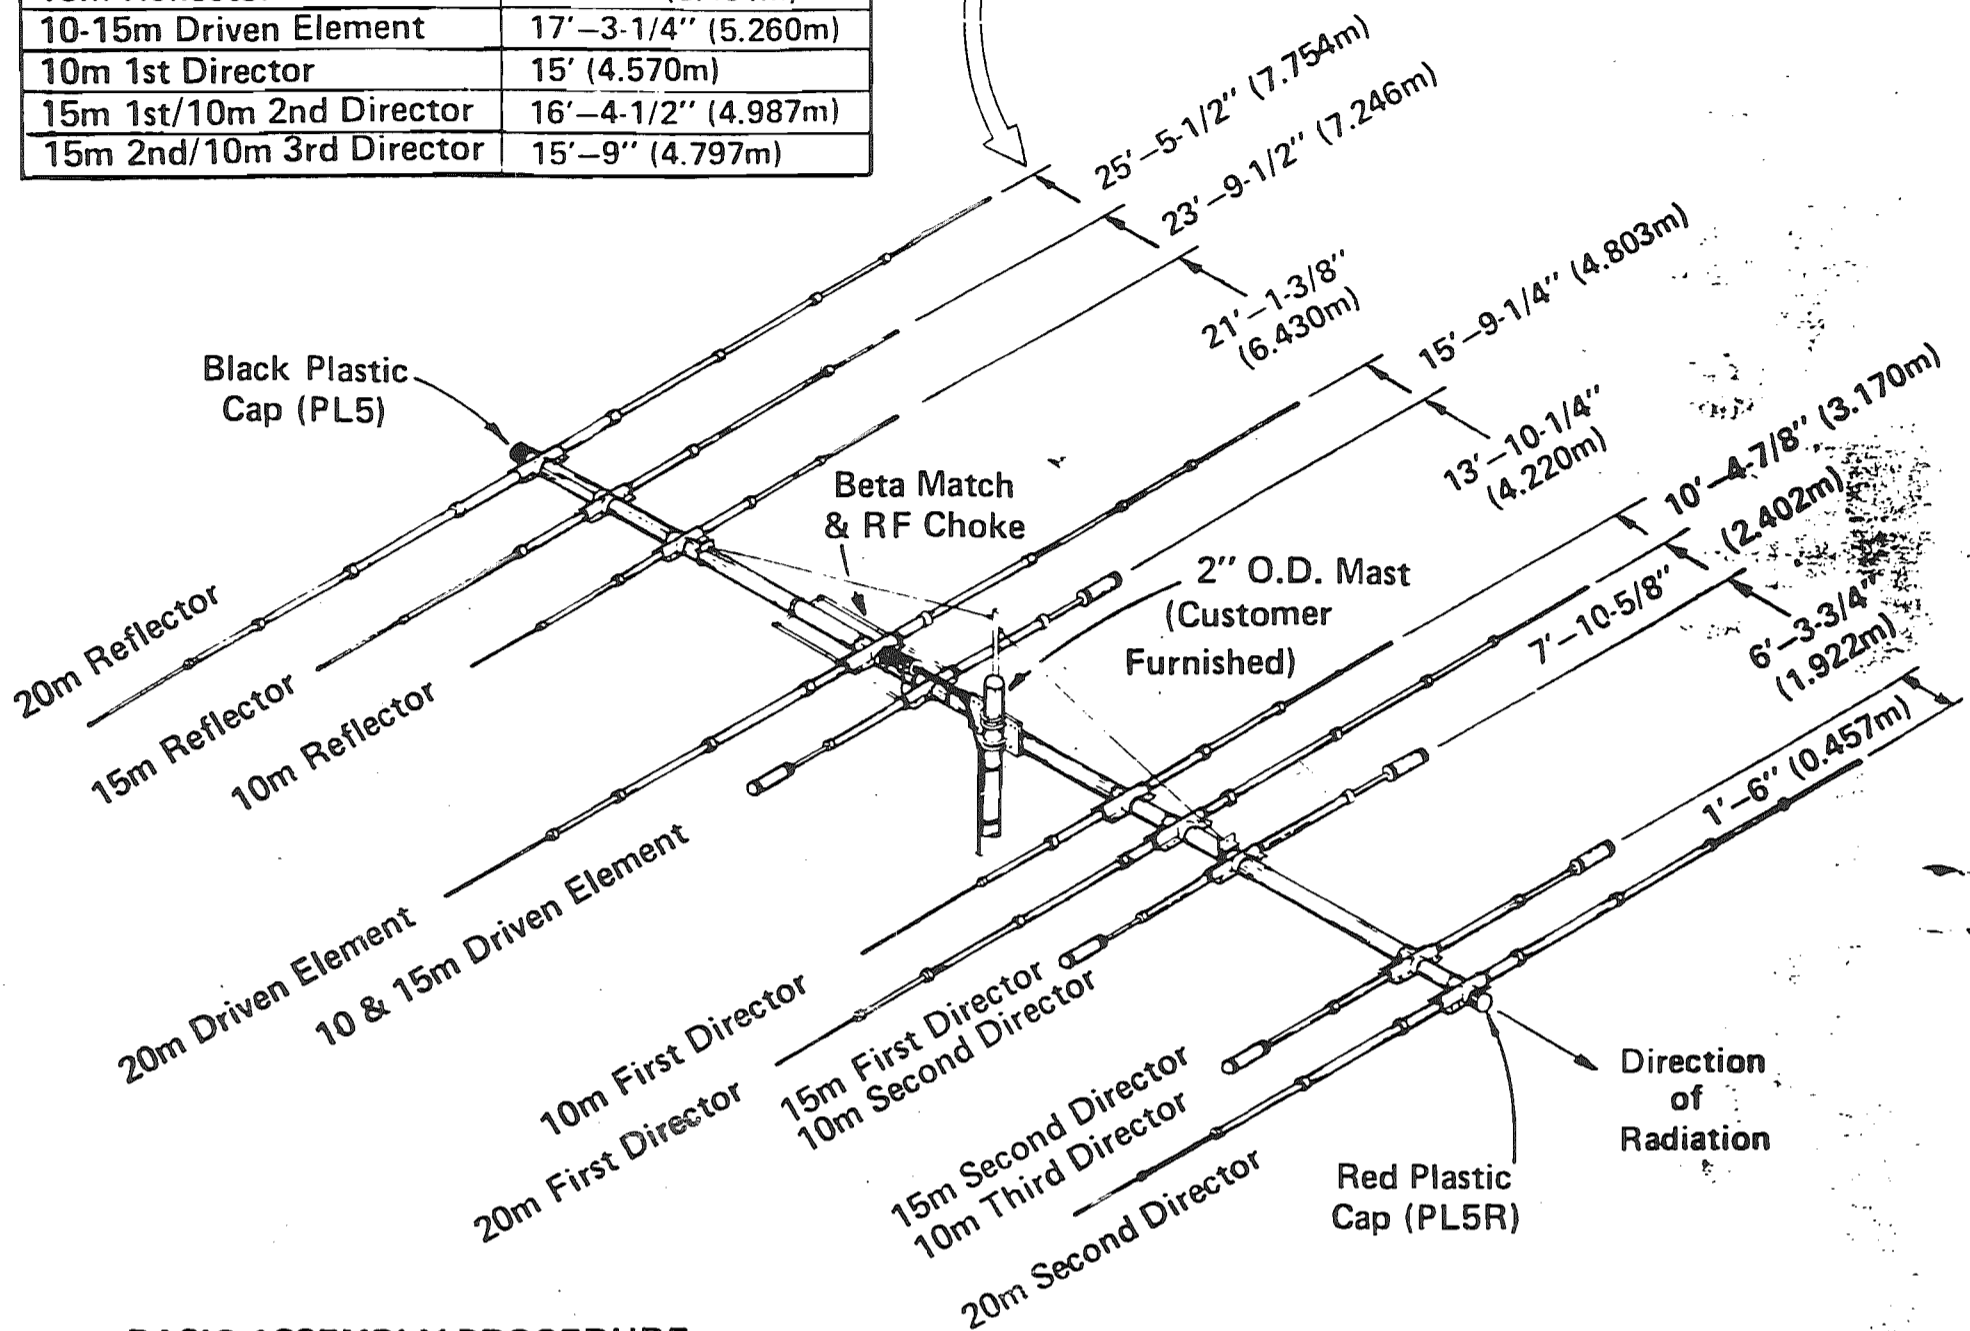 10-15m Driven Element 17′–3-1/4″ (5.260m)
10m 1st Director 15′ (4.570m)
15m 1st/10m 2nd Director 16′–4-1/2″ (4.987m)
15m 2nd/10m 3rd Director 15′–9″ (4.797m)
25′–5-1/2″ (7.754m)
23′–9-1/2″ (7.246m)
21′–1-3/8″
(6.430m)
15′–9-1/4″ (4.803m)
13′–10-1/4″
(4.220m)
10′–4-7/8″ (3.170m)
7′–10-5/8″ (2.402m)
6′–3-3/4″
(1.922m)
1′–6″ (0.457m)
Black Plastic
Cap (PL5)
Beta Match
& RF Choke
2″ O.D. Mast
(Customer
Furnished)
20m Reflector
15m Reflector
10m Reflector
20m Driven Element
10 & 15m Driven Element
10m First Director
20m First Director
15m First Director
10m Second Director
15m Second Director
10m Third Director
20m Second Director
Direction
of
Radiation
Red Plastic
Cap (PL5R)
BASIC ASSEMBLY PROCEDURE